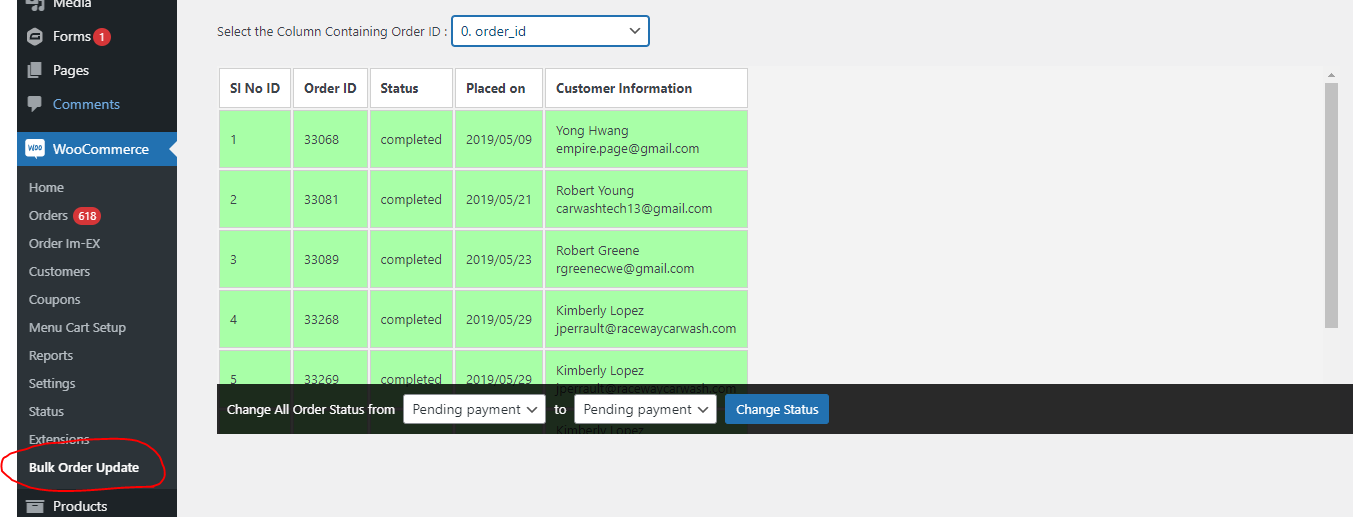 Media
Forms 1
Pages
Comments
WooCommerce
Home
Orders 618
Order Im-EX
Customers
Coupons
Menu Cart Setup
Reports
Settings
Status
Extensions
Bulk Order Update
Products
Select the Column Containing Order ID : 0. order_id
Sl No ID Order ID Status Placed on Customer Information
1 33068 completed 2019/05/09 Yong Hwang
empire.page@gmail.com
2 33081 completed 2019/05/21 Robert Young
carwashtech13@gmail.com
3 33089 completed 2019/05/23 Robert Greene
rgreenecwe@gmail.com
4 33268 completed 2019/05/29 Kimberly Lopez
jperrault@racewaycarwash.com
5 33269 completed 2019/05/29 Kimberly Lopez
jperrault@racewaycarwash.com
Change All Order Status from Pending payment to Pending payment Change Status
Kimberly Lopez